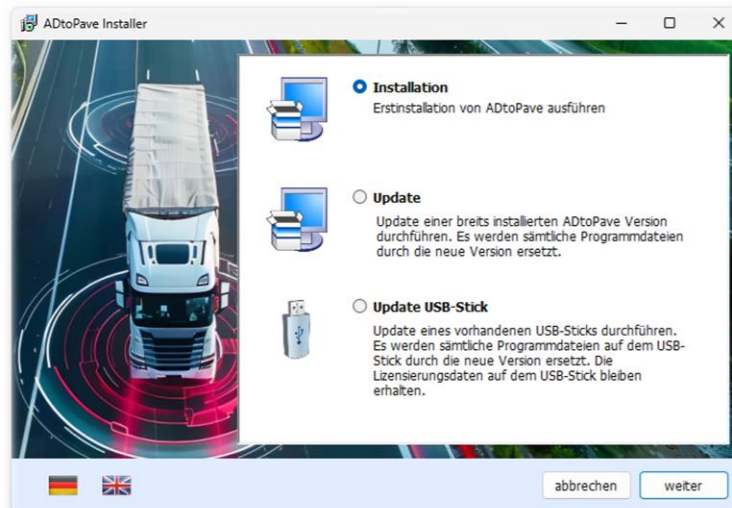 ADtoPave Installer
Installation
Erstinstallation von ADtoPave ausführen
Update
Update einer breits installierten ADtoPave Version
durchführen. Es werden sämtliche Programmdateien
durch die neue Version ersetzt.
Update USB-Stick
Update eines vorhandenen USB-Sticks durchführen.
Es werden sämtliche Programmdateien auf dem USB-
Stick durch die neue Version ersetzt. Die
Lizensierungsdaten auf dem USB-Stick bleiben
erhalten.
abbrechen
weiter